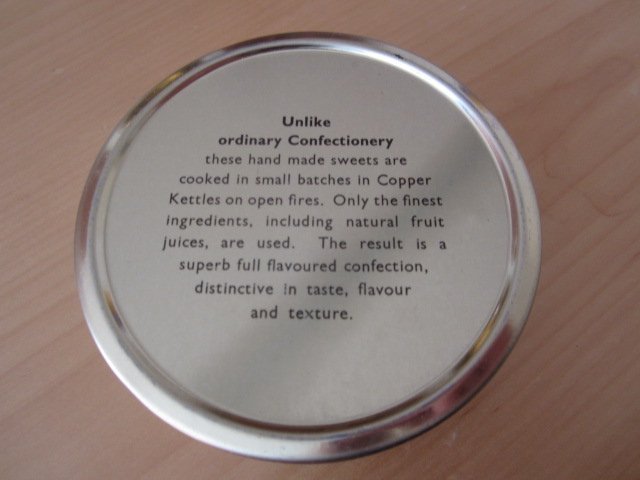 Unlike
ordinary Confectionery
these hand made sweets are
cooked in small batches in Copper
Kettles on open fires. Only the finest
ingredients, including natural fruit
juices, are used. The result is a
superb full flavoured confection,
distinctive in taste, flavour
and texture.